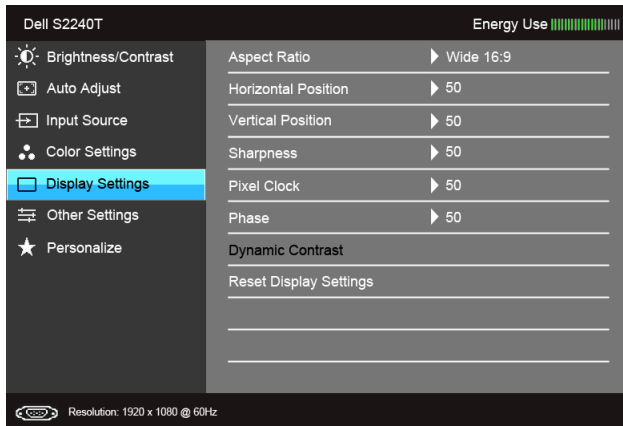 Dell S2240T
Energy Use
Brightness/Contrast
Auto Adjust
Input Source
Color Settings
Display Settings
Other Settings
Personalize
Aspect Ratio Wide 16:9
Horizontal Position 50
Vertical Position 50
Sharpness 50
Pixel Clock 50
Phase 50
Dynamic Contrast
Reset Display Settings
Resolution: 1920 x 1080 @ 60Hz